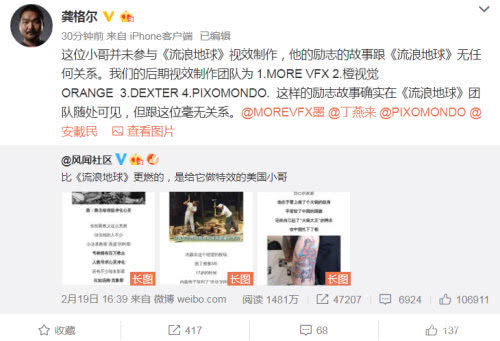 龚格尔
30分钟前 来自 iPhone客户端 已编辑
这位小哥并未参与《流浪地球》视效制作，他的励志的故事跟《流浪地球》无任
何关系。我们的后期视效制作团队为 1.MORE VFX 2.橙视觉
ORANGE 3.DEXTER 4.PIXOMONDO. 这样的励志故事确实在《流浪地球》团
队随处可见，但跟这位毫无关系。@MOREVFX墨 @丁燕来 @PIXOMONDO @
安載民 查看图片
@风闻社区
比《流浪地球》更燃的，是给它做特效的美国小哥
长图
长图
长图
2月19日 16:39 来自 微博 weibo.com 阅读 1481万 47207 6924 106911
收藏 417 68 137